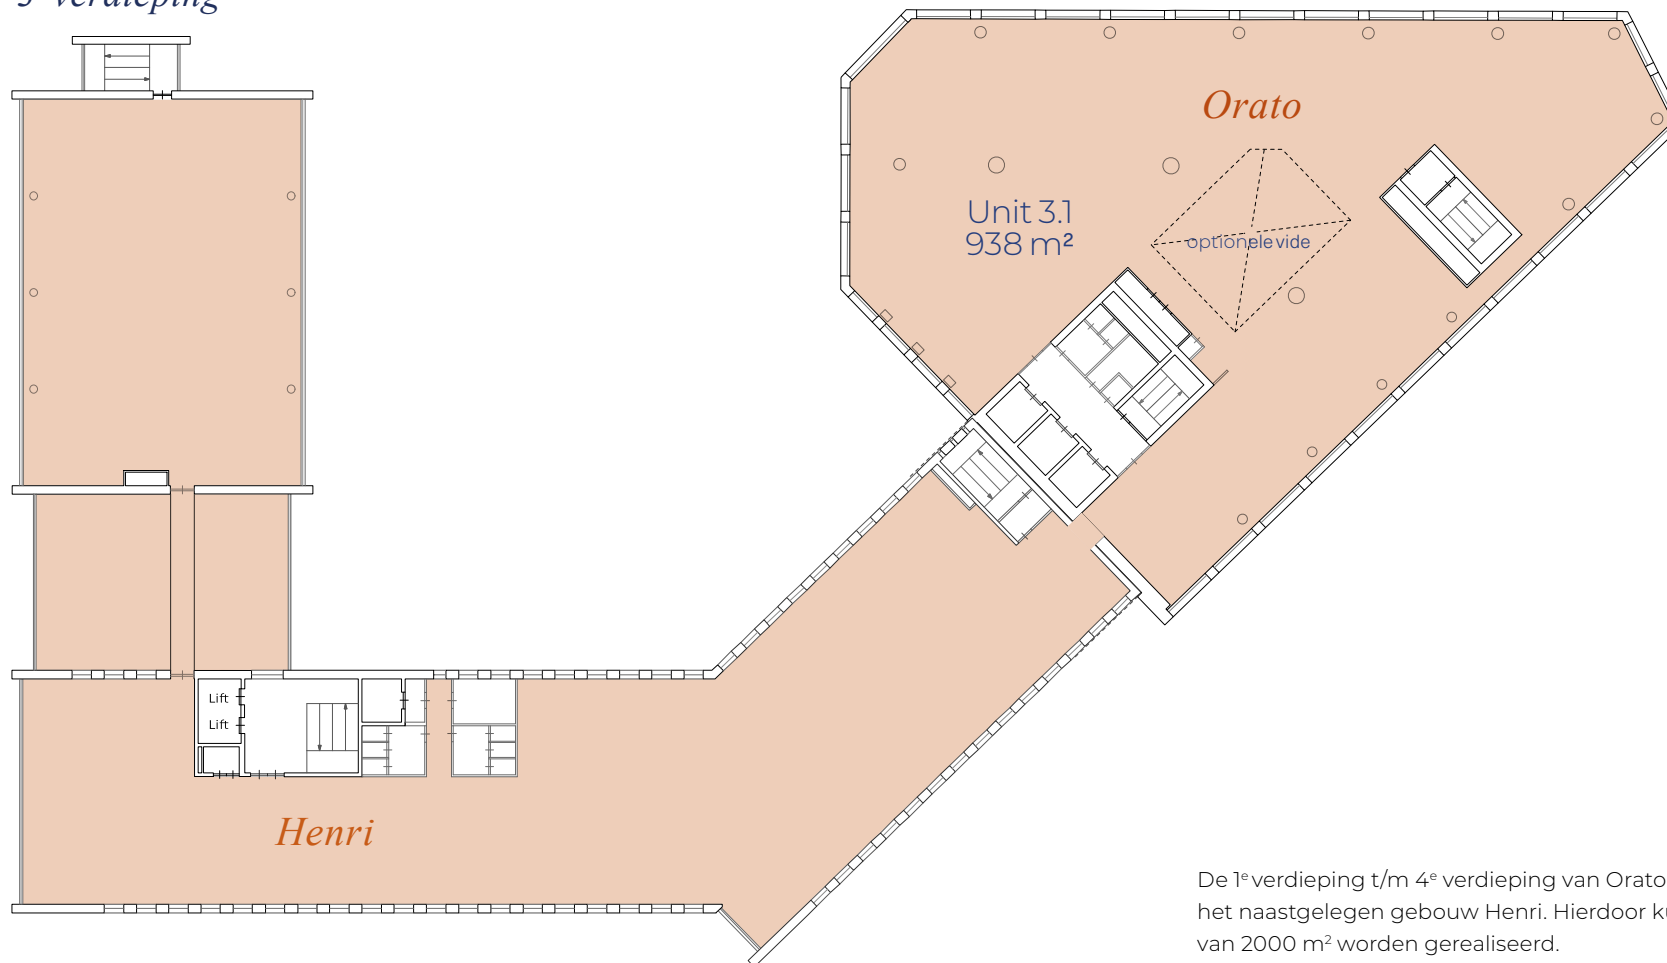 verdieping
Orato
Unit 3.1
938 m²
optionele vide
Lift
Lift
Henri
De 1ᵉ verdieping t/m 4ᵉ verdieping van Orato
het naastgelegen gebouw Henri. Hierdoor
van 2000 m² worden gerealiseerd.